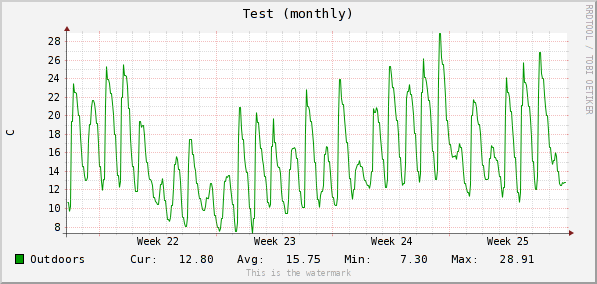 Test (monthly)
RRDTOOL / TOBI OETIKER
28
26
24
22
20
18
16
14
12
10
8
C
Week 22 Week 23 Week 24 Week 25
Outdoors Cur: 12.80 Avg: 15.75 Min: 7.30 Max: 28.91
This is the watermark